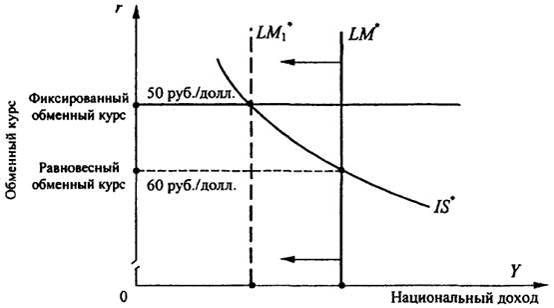 r
LM₁*
LM*
50 руб./долл.
Фиксированный
обменный курс
Обменный курс
Равновесный
обменный курс
60 руб./долл.
IS*
0
Y
Национальный доход